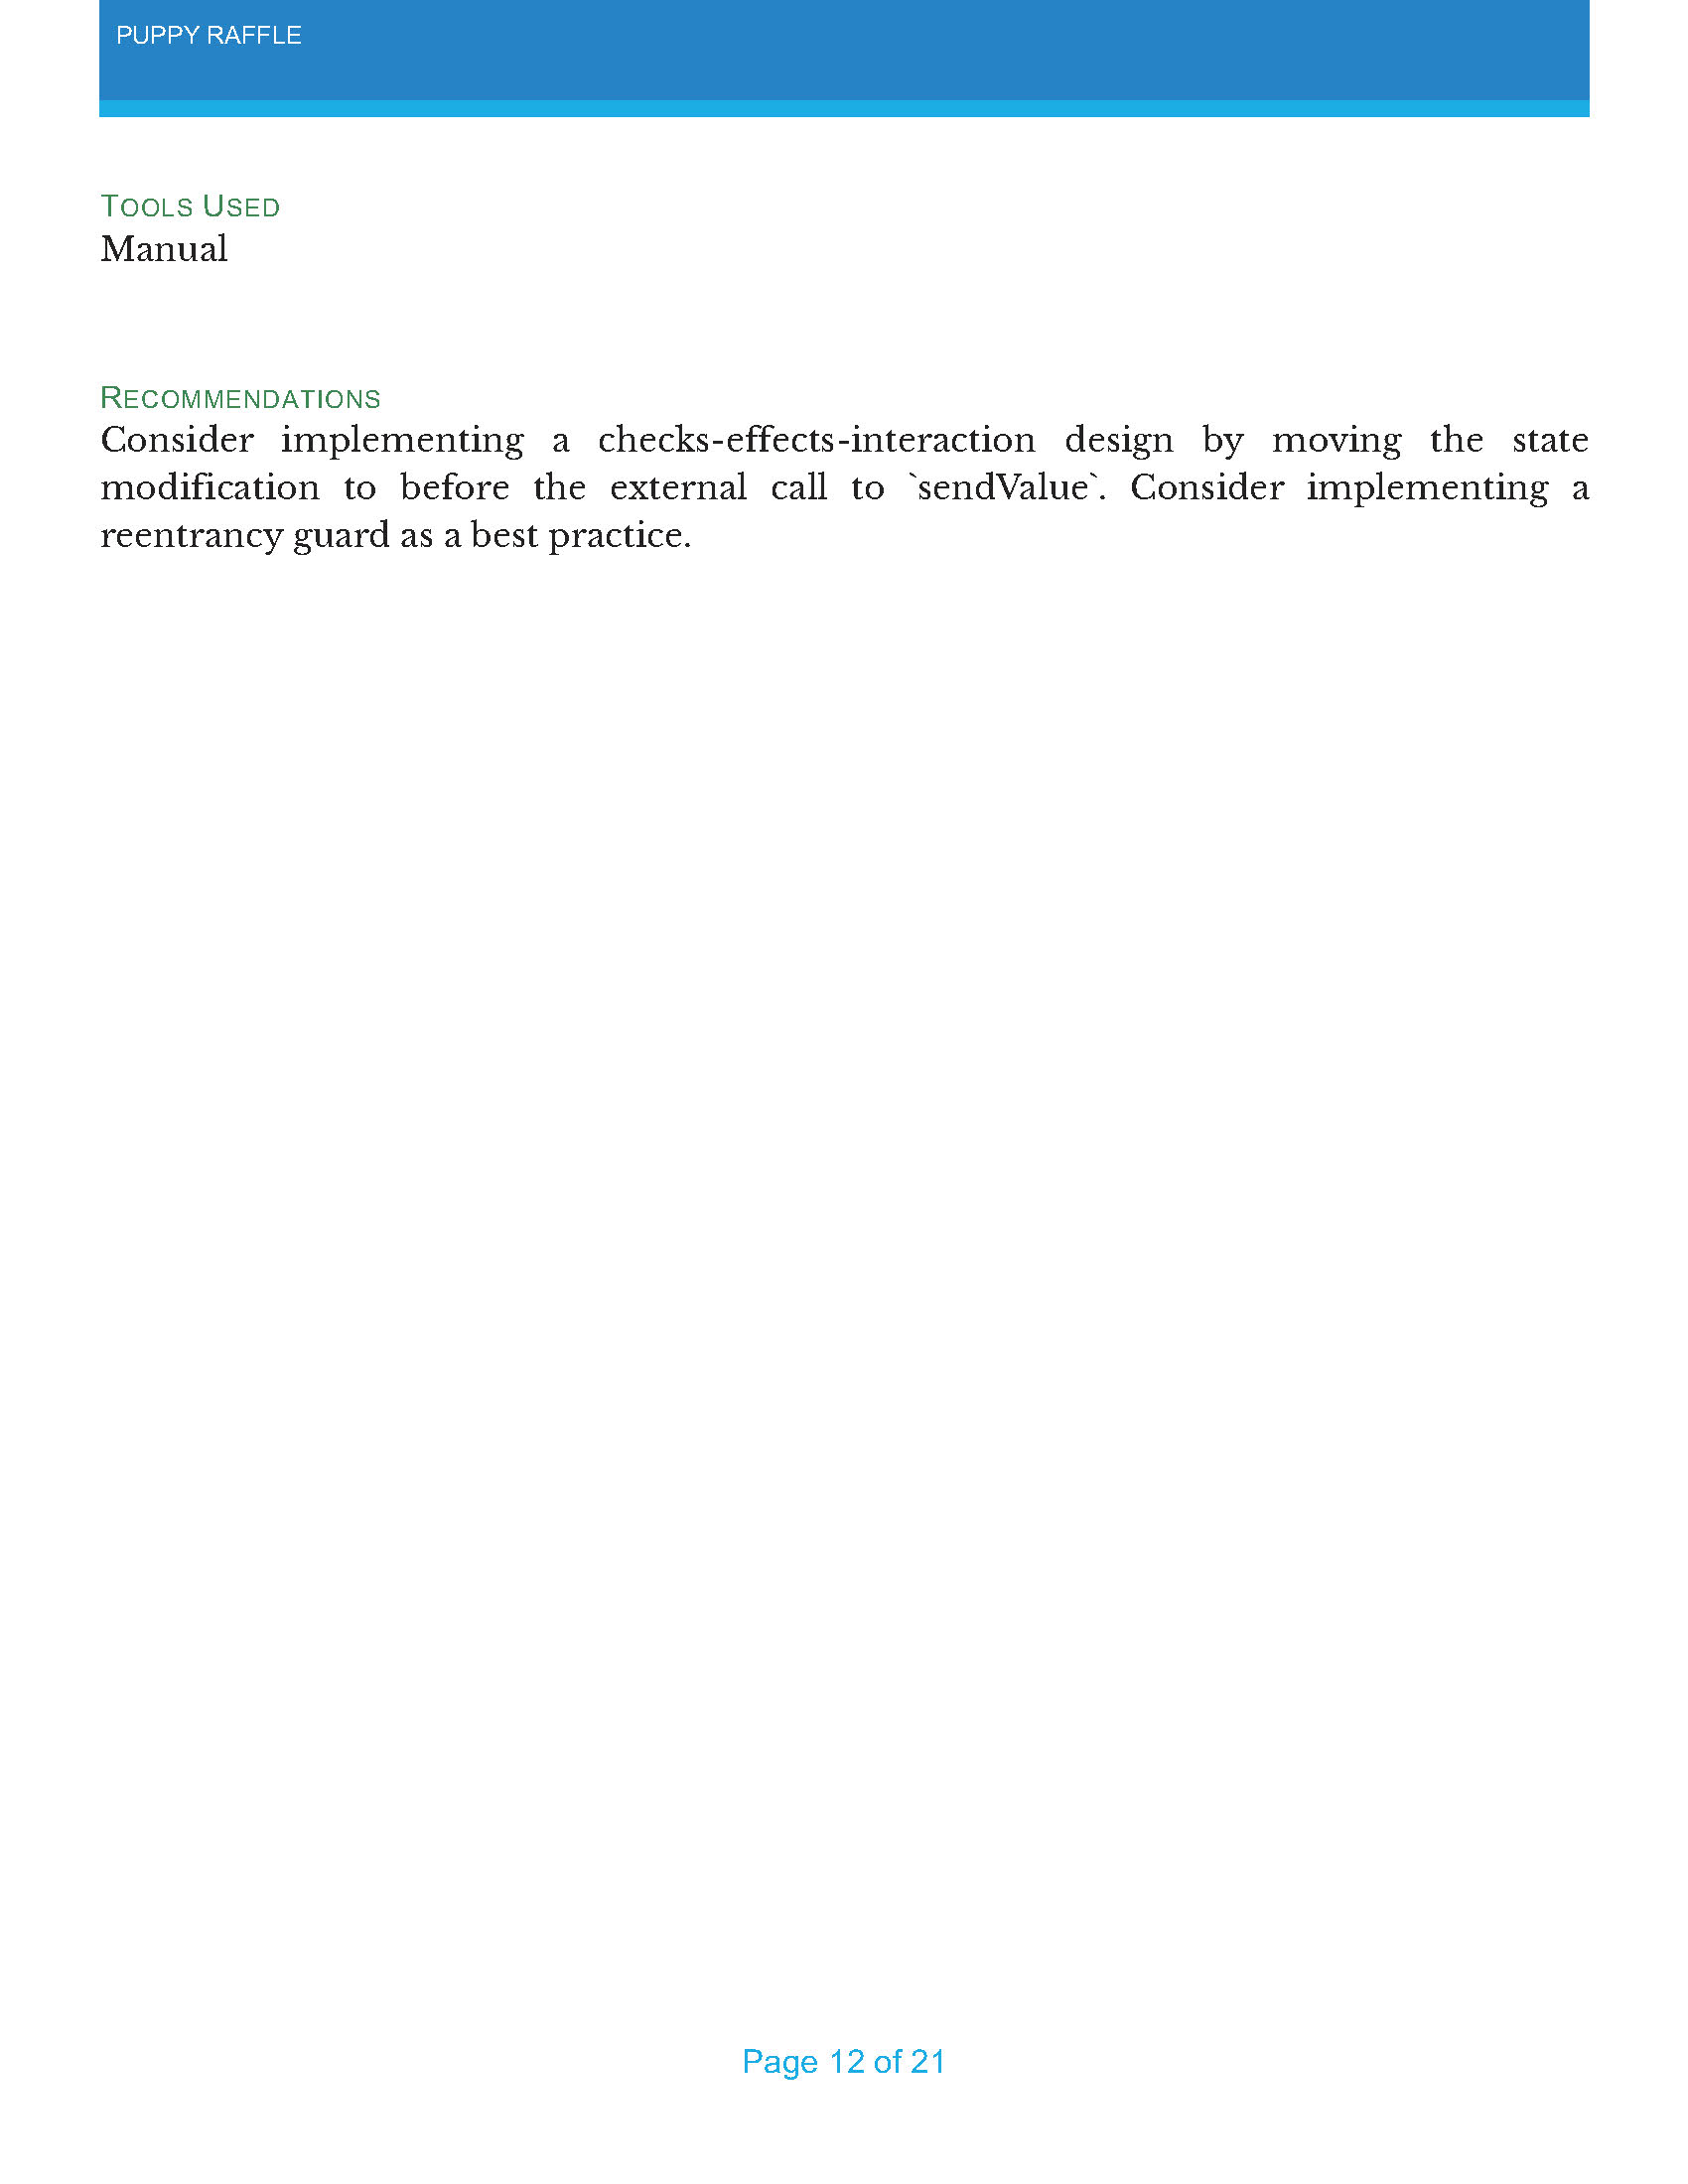 PUPPY RAFFLE
TOOLS USED
Manual
RECOMMENDATIONS
Consider implementing a checks-effects-interaction design by moving the state
modification to before the external call to `sendValue`. Consider implementing a
reentrancy guard as a best practice.
Page 12 of 21